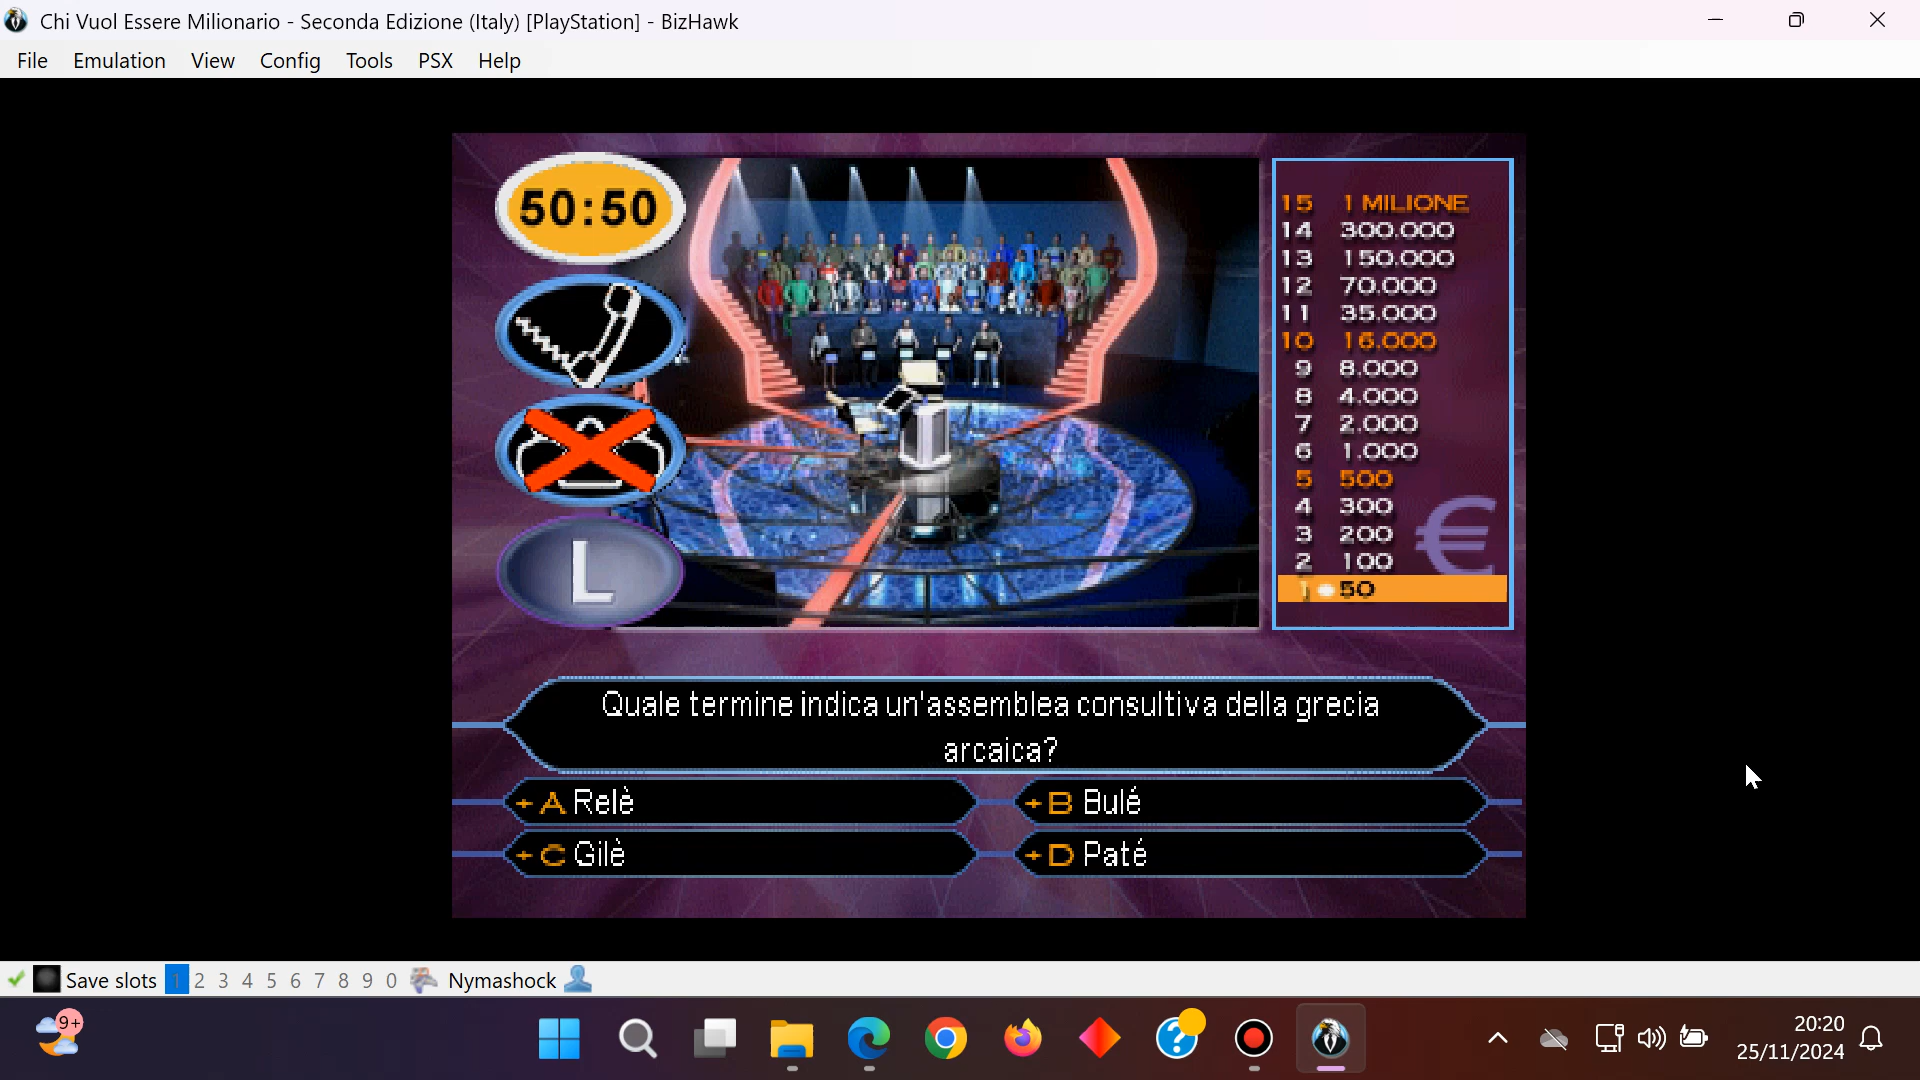 Chi Vuol Essere Milionario - Seconda Edizione (Italy) [PlayStation] - BizHawk
File Emulation View Config Tools PSX Help
50:50
L
15 1 MILIONE
14 300.000
13 150.000
12 70.000
11 35.000
10 16.000
9 8.000
8 4.000
7 2.000
6 1.000
5 500
4 300
3 200
2 100
1 50
€
Quale termine indica un'assemblea consultiva della grecia
arcaica?
A Relè
B Bulé
C Gilè
D Paté
Save slots 1 2 3 4 5 6 7 8 9 0 Nymashock
9+
20:20
25/11/2024